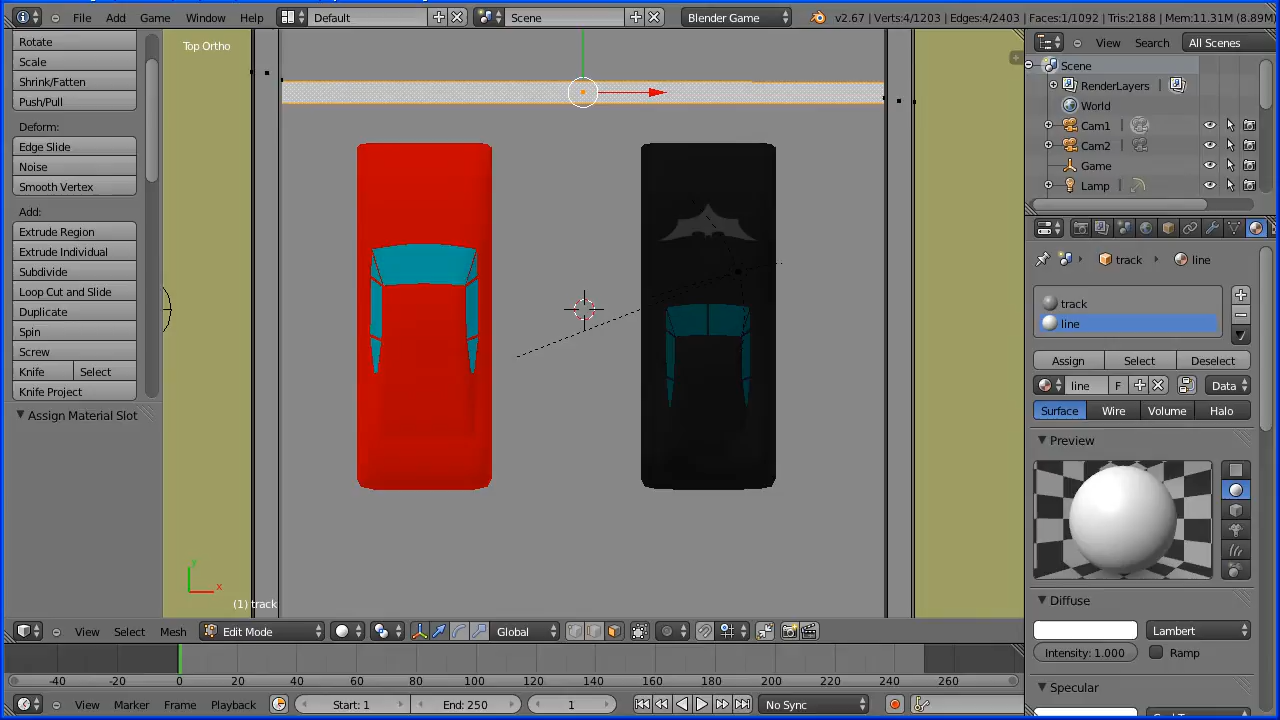 File Add Game Window Help Default Scene Blender Game v2.67 | Verts:4/1203 | Edges:4/2403 | Faces:1/1092 | Tris:2188 | Mem:11.31M (8.89M
Rotate
Scale
Shrink/Fatten
Push/Pull
Deform:
Edge Slide
Noise
Smooth Vertex
Add:
Extrude Region
Extrude Individual
Subdivide
Loop Cut and Slide
Duplicate
Spin
Screw
Knife Select
Knife Project
Assign Material Slot
Top Ortho
(1) track
View Search All Scenes
Scene
RenderLayers
World
Cam1
Cam2
Game
Lamp
track line
track
line
Assign Select Deselect
line F Data
Surface Wire Volume Halo
Preview
Diffuse
Lambert
Intensity: 1.000 Ramp
Specular
View Select Mesh Edit Mode Global
-40 -20 0 20 40 60 80 100 120 140 160 180 200 220 240 260
View Marker Frame Playback Start: 1 End: 250 1 No Sync